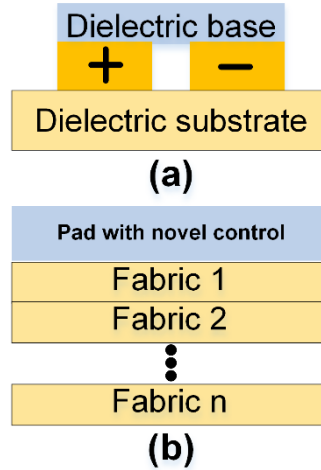 Dielectric base
+ −
Dielectric substrate
(a)
Pad with novel control
Fabric 1
Fabric 2
Fabric n
(b)